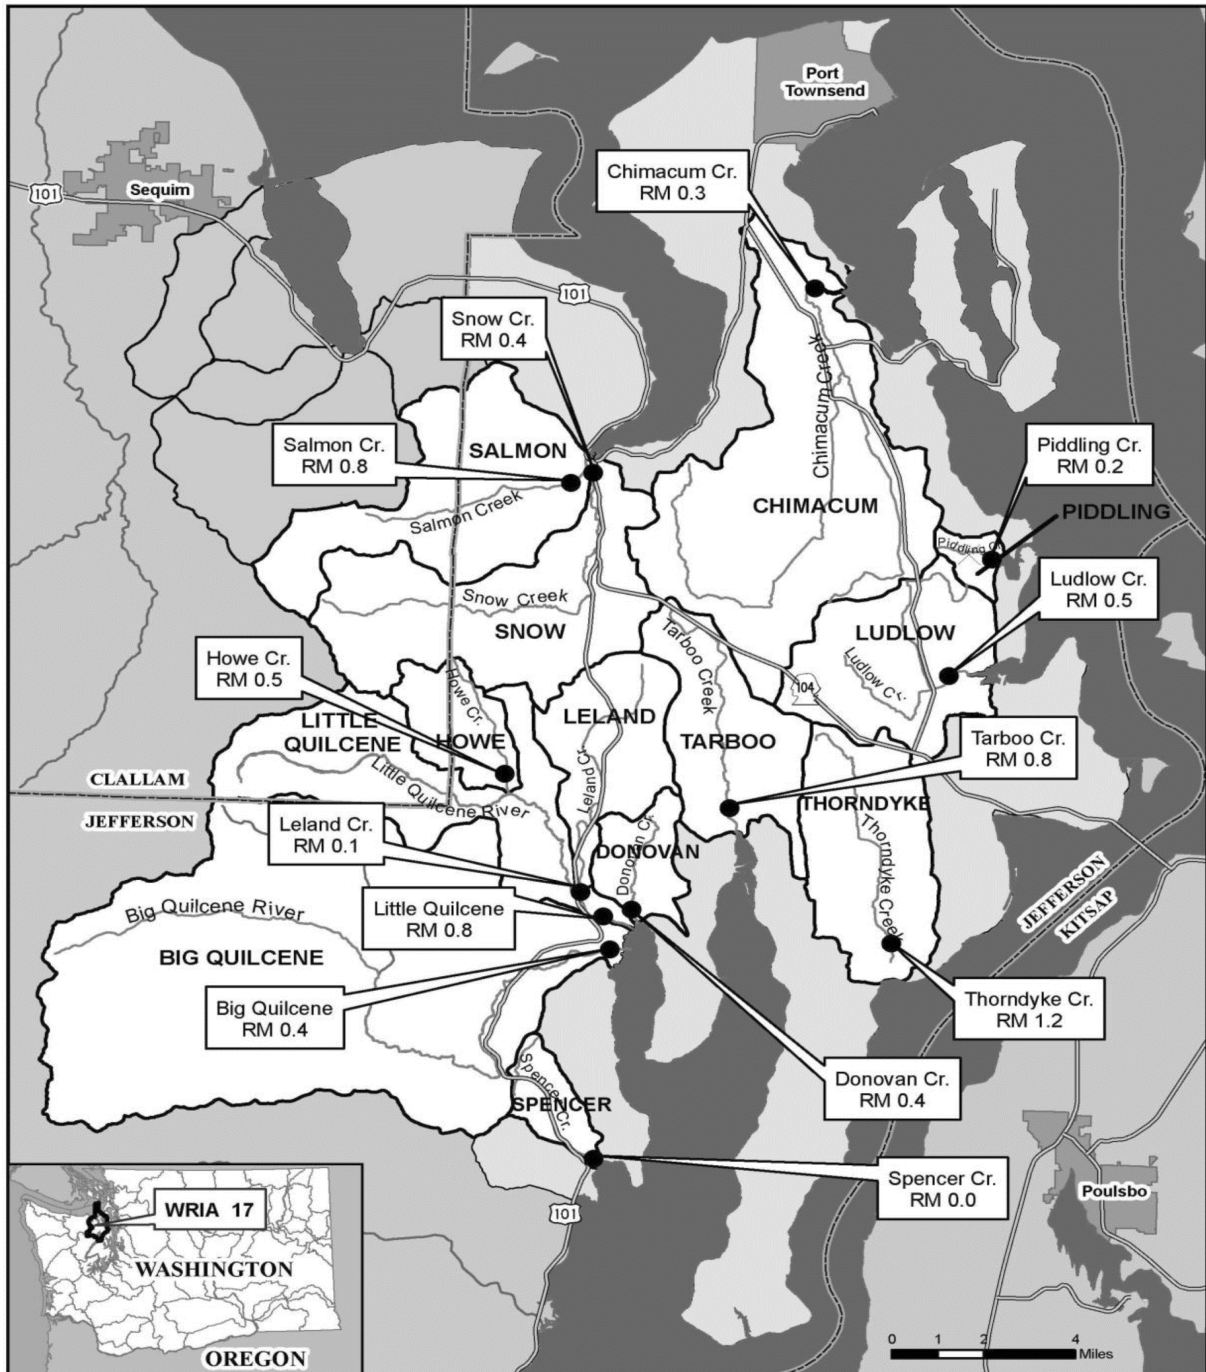 Port
Townsend
Chimacum Cr.
RM 0.3
101
Sequim
101
Snow Cr.
RM 0.4
Chimacum Creek
Salmon Cr.
RM 0.8
SALMON
Piddling Cr.
RM 0.2
Salmon Creek
CHIMACUM
PIDDLING
Piddling Cr.
Ludlow Cr.
RM 0.5
Snow Creek
SNOW
Tarboo Creek
LUDLOW
Howe Cr.
RM 0.5
Howe Cr.
Ludlow Cr.
104
LITTLE
QUILCENE
HOWE
LELAND
TARBOO
Tarboo Cr.
RM 0.8
Little Quilcene River
Leland Cr.
CLALLAM
JEFFERSON
THORNDYKE
Leland Cr.
RM 0.1
Donovan Cr.
DONOVAN
Thorndyke Creek
Big Quilcene River
Little Quilcene
RM 0.8
JEFFERSON
KITSAP
BIG QUILCENE
Big Quilcene
RM 0.4
Thorndyke Cr.
RM 1.2
Spencer Cr.
SPENCER
Donovan Cr.
RM 0.4
Spencer Cr.
RM 0.0
Poulsbo
101
WRIA 17
WASHINGTON
OREGON
0 1 2 4
Miles